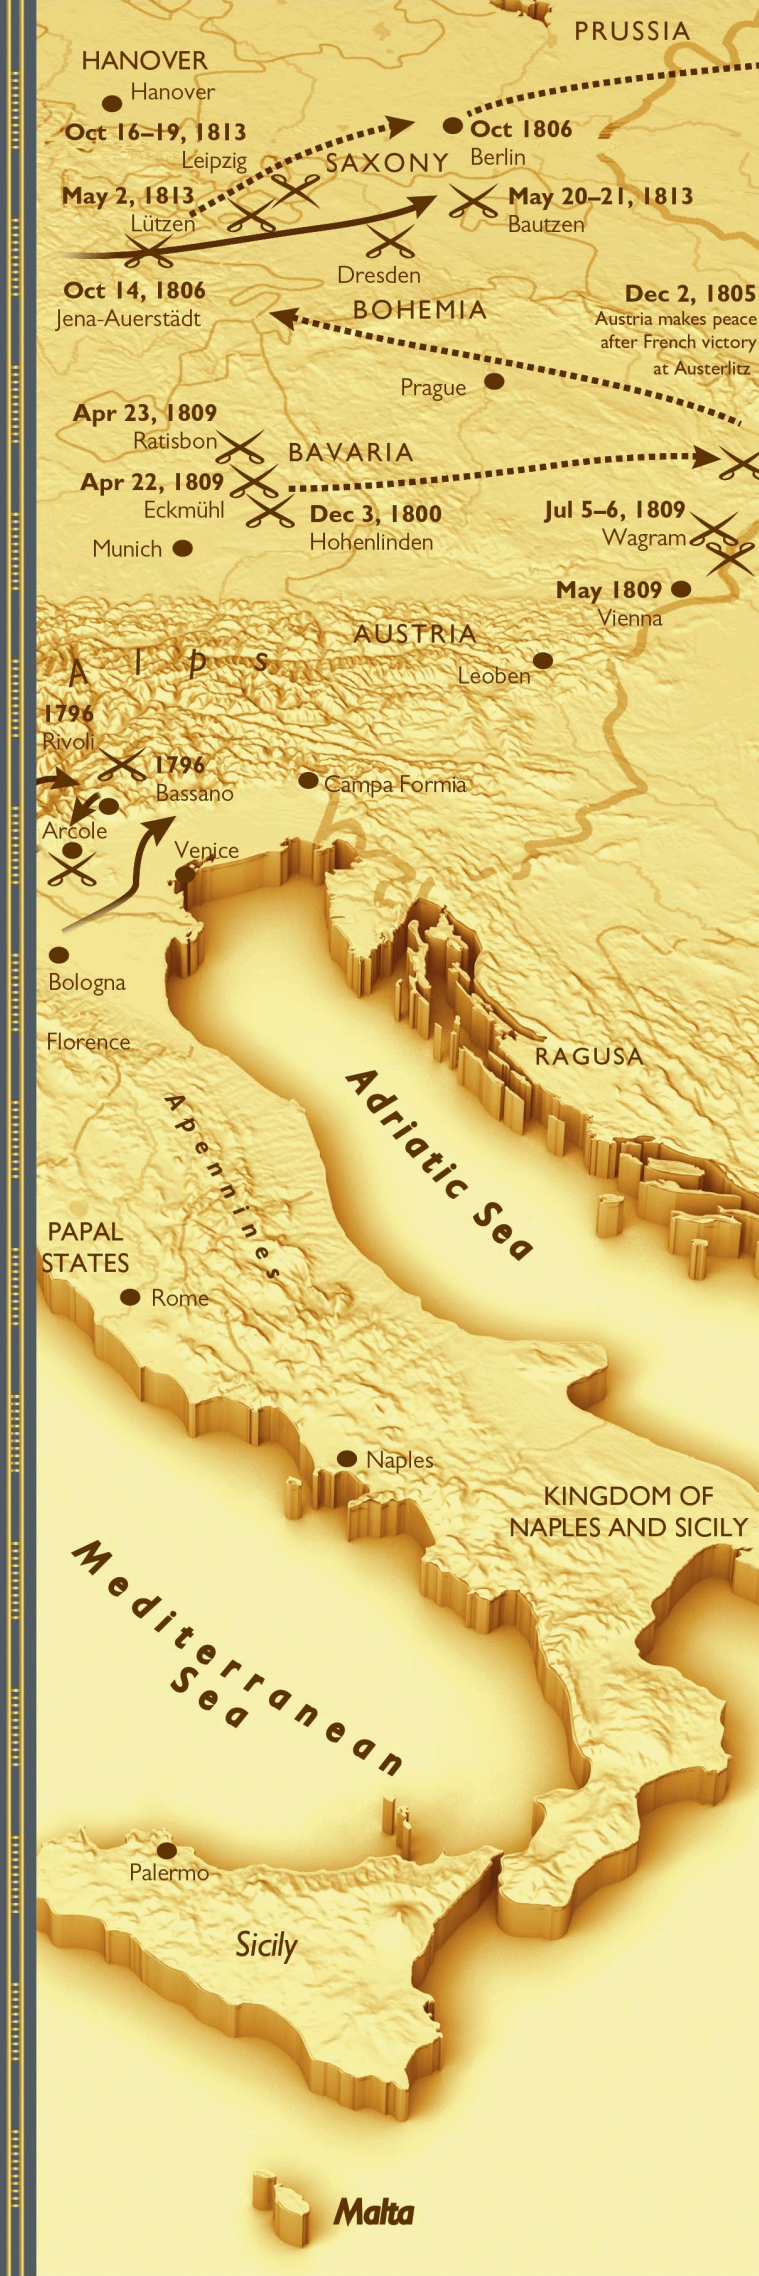 PRUSSIA
HANOVER
Hanover
Oct 16–19, 1813
Leipzig
Oct 1806
Berlin
SAXONY
May 2, 1813
Lützen
May 20–21, 1813
Bautzen
Dresden
Oct 14, 1806
Jena-Auerstädt
BOHEMIA
Dec 2, 1805
Austria makes peace
after French victory
at Austerlitz
Prague
Apr 23, 1809
Ratisbon
BAVARIA
Apr 22, 1809
Eckmühl
Dec 3, 1800
Hohenlinden
Jul 5–6, 1809
Wagram
Munich
May 1809
Vienna
AUSTRIA
Leoben
Alps
1796
Rivoli
1796
Bassano
Campa Formia
Arcole
Venice
Bologna
Florence
RAGUSA
Adriatic Sea
Apennines
PAPAL
STATES
Rome
Naples
KINGDOM OF
NAPLES AND SICILY
Mediterranean
Sea
Palermo
Sicily
Malta